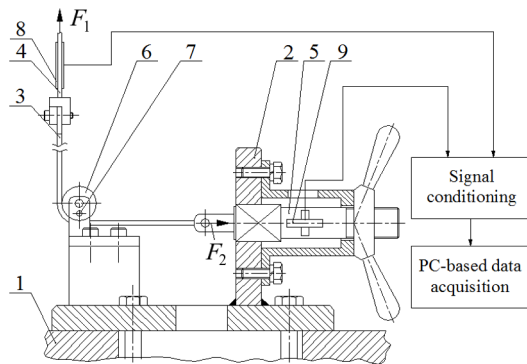 F1
8
4
3
6
7
2
5
9
F2
1
Signal
conditioning
PC-based data
acquisition